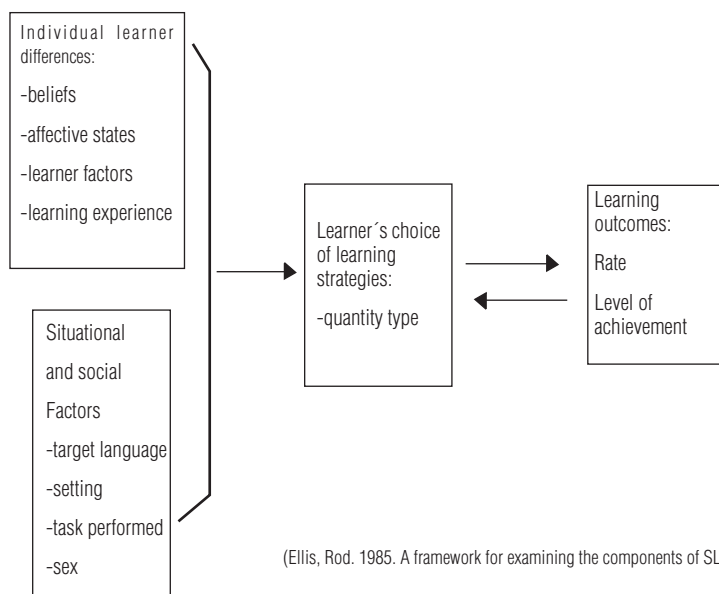 Individual learner
differences:
-beliefs
-affective states
-learner factors
-learning experience
Situational
and social
Factors
-target language
-setting
-task performed
-sex
Learner´s choice
of learning
strategies:
-quantity type
Learning
outcomes:
Rate
Level of
achievement
(Ellis, Rod. 1985. A framework for examining the components of SL